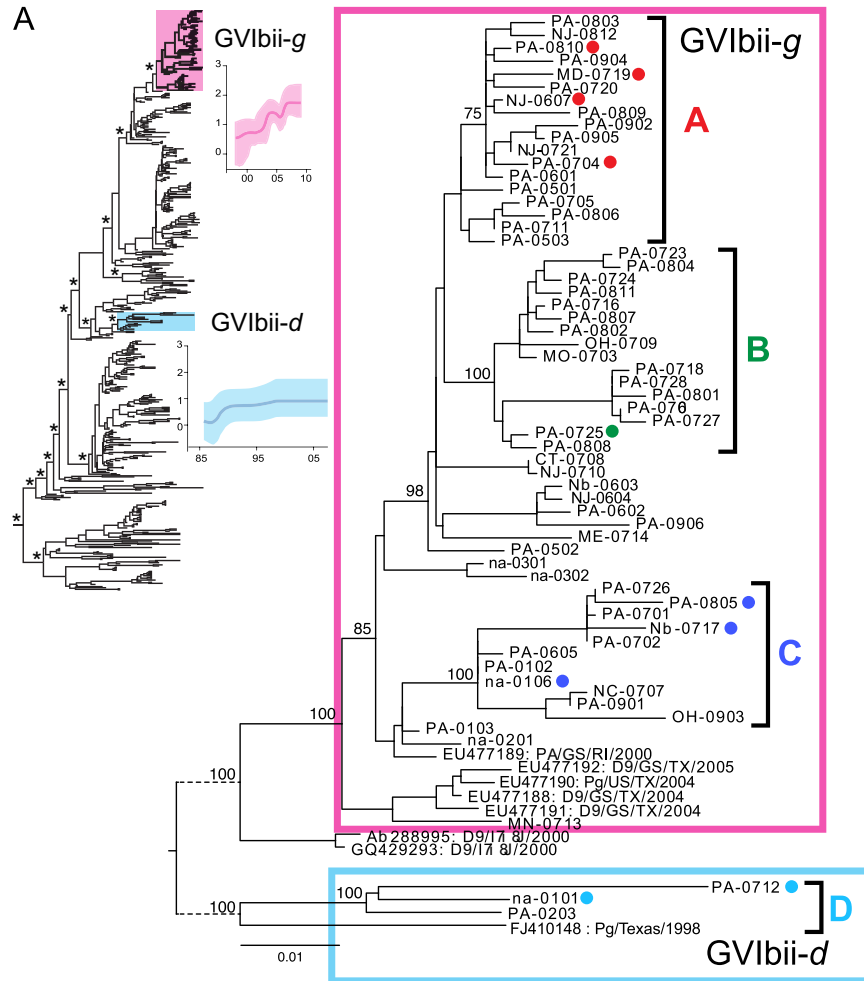 A
GVIbii-g
3
2
1
0
00
05
10
GVIbii-d
3
2
1
0
85
95
05
GVIbii-g
PA-0803
NJ-0812
PA-0810
PA-0904
MD-0719
PA-0720
NJ-0607
PA-0809
75
PA-0902
PA-0905
NJ-0721
PA-0704
PA-0601
PA-0501
PA-0705
PA-0806
PA-0711
PA-0503
A
PA-0723
PA-0804
PA-0724
PA-0811
PA-0716
PA-0807
PA-0802
OH-0709
MO-0703
100
PA-0718
PA-0728
PA-0801
PA-0727
PA-0725
PA-0808
B
CT-0708
NJ-0710
Nb-0603
NJ-0604
98
PA-0602
PA-0906
ME-0714
PA-0502
na-0301
na-0302
85
PA-0726
PA-0805
PA-0701
Nb-0717
PA-0702
PA-0605
PA-0102
100
na-0106
NC-0707
PA-0901
OH-0903
C
PA-0103
100
na-0201
EU477189: PA/GS/RI/2000
EU477192: D9/GS/TX/2005
100
EU477190: Pg/US/TX/2004
EU477188: D9/GS/TX/2004
EU477191: D9/GS/TX/2004
MN-0713
PA-0712
100
na-0101
100
PA-0203
FJ410148 : Pg/Texas/1998
D
0.01
GVIbii-d